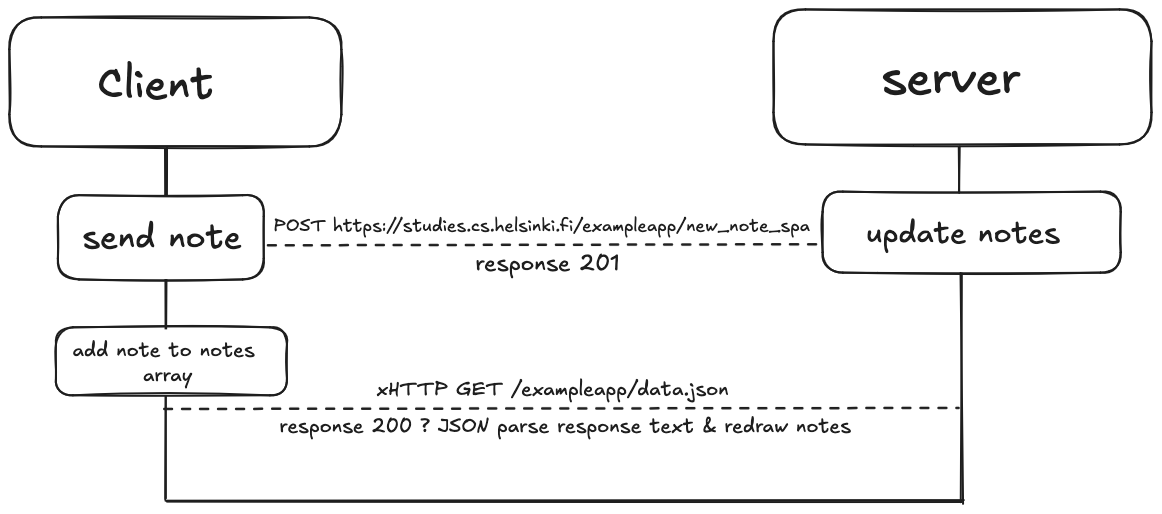 Client
server
send note
POST https://studies.cs.helsinki.fi/exampleapp/new_note_spa
update notes
response 201
add note to notes
array
xHTTP GET /exampleapp/data.json
response 200 ? JSON parse response text & redraw notes